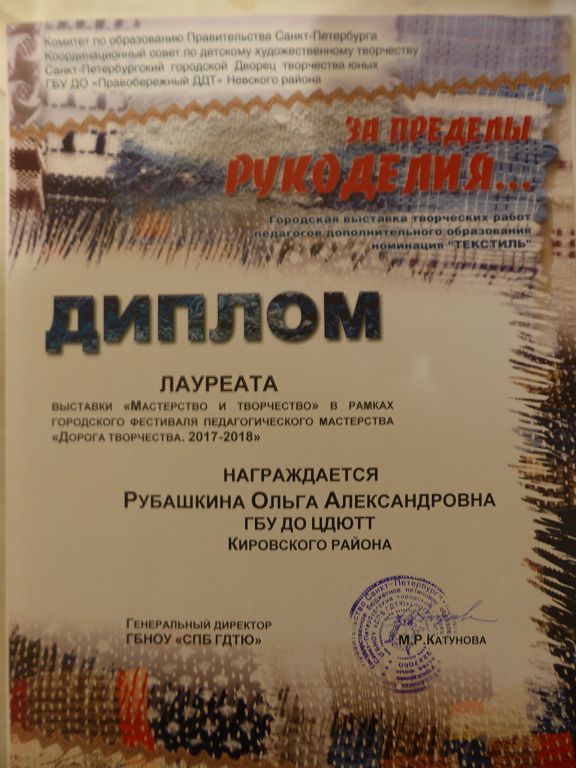 Комитет по образованию Правительства Санкт-Петербурга
Координационный совет по детскому художественному творчеству
Санкт-Петербургский городской Дворец творчества юных
ГБУ ДО «Правобережный ДДТ» Невского района
ЗА ПРЕДЕЛЫ
РУКОДЕЛИЯ...
Городская выставка творческих работ
педагогов дополнительного образования
номинация "ТЕКСТИЛЬ"
ДИПЛОМ
ЛАУРЕАТА
ВЫСТАВКИ «МАСТЕРСТВО И ТВОРЧЕСТВО» В РАМКАХ
ГОРОДСКОГО ФЕСТИВАЛЯ ПЕДАГОГИЧЕСКОГО МАСТЕРСТВА
«ДОРОГА ТВОРЧЕСТВА. 2017-2018»
НАГРАЖДАЕТСЯ
РУБАШКИНА ОЛЬГА АЛЕКСАНДРОВНА
ГБУ ДО ЦДЮТТ
КИРОВСКОГО РАЙОНА
ГЕНЕРАЛЬНЫЙ ДИРЕКТОР
ГБНОУ «СПБ ГДТЮ»
М.Р.КАТУНОВА